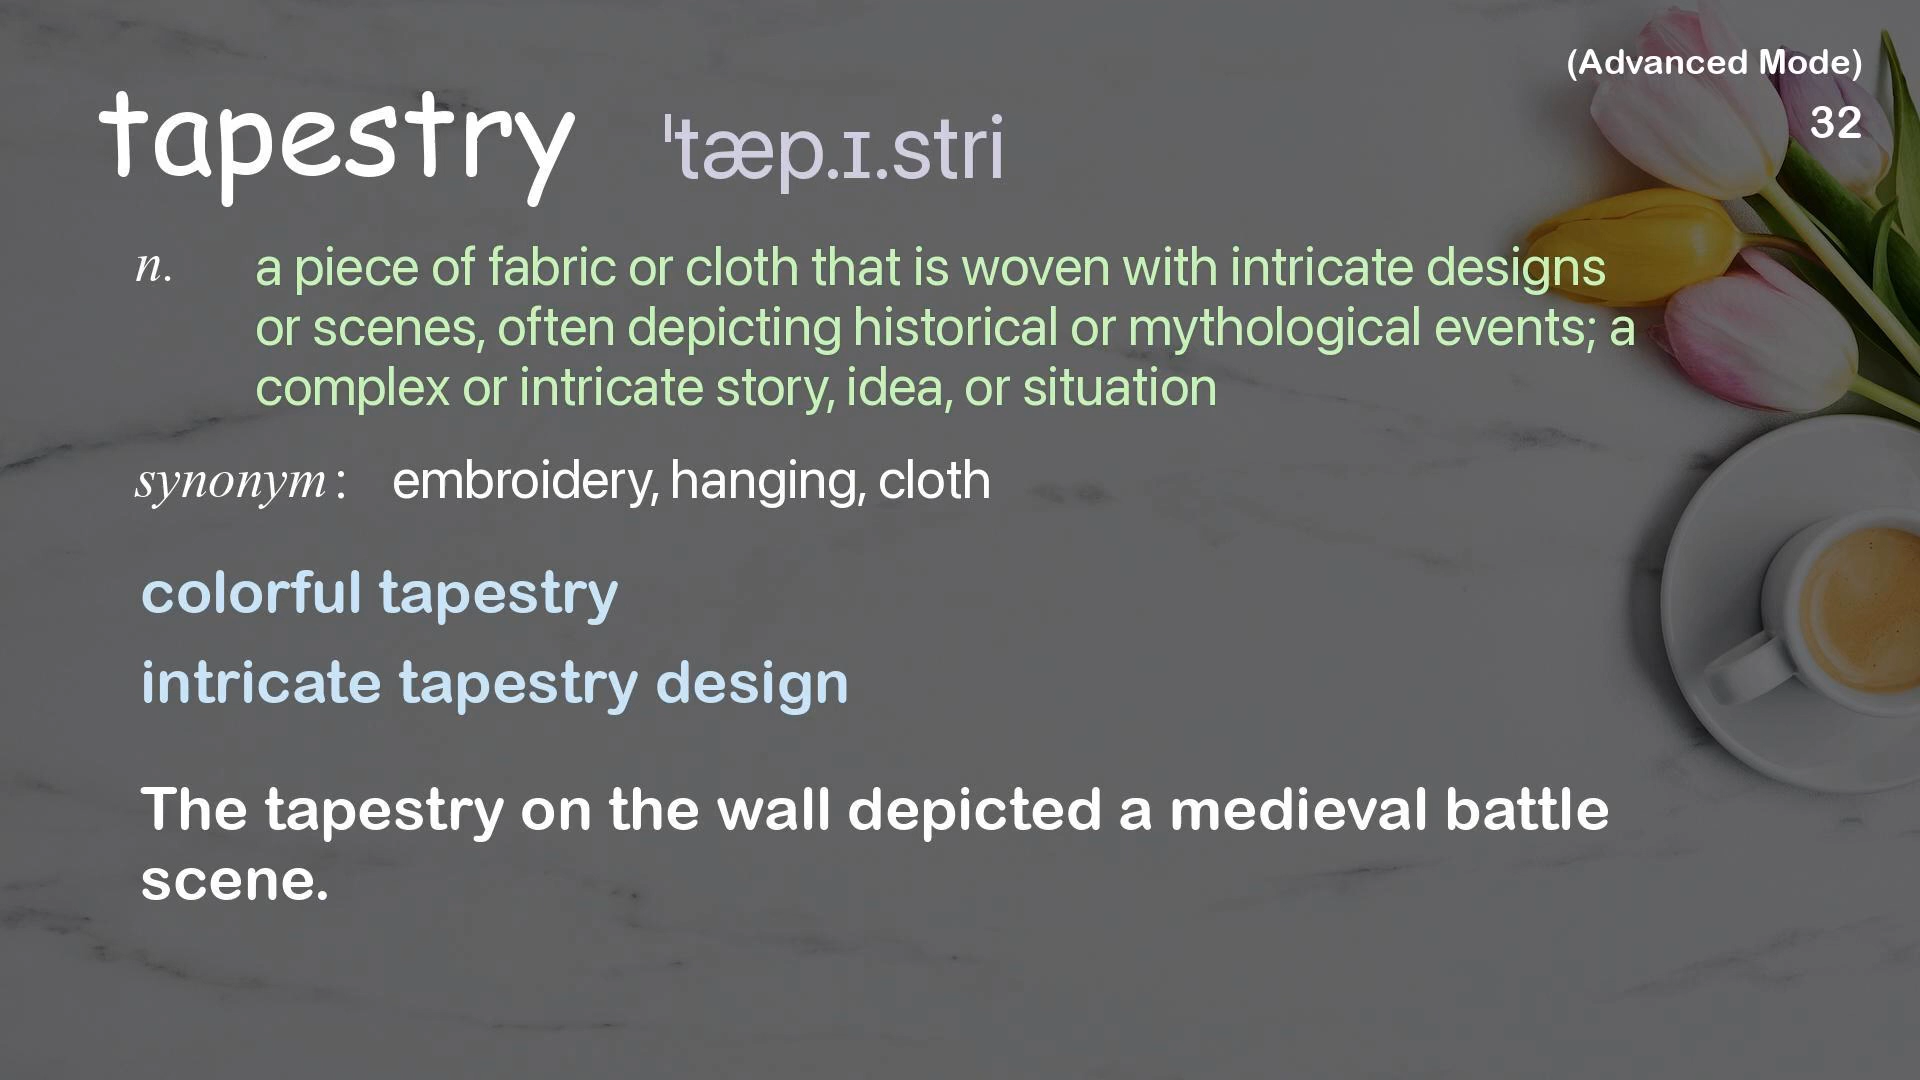 (Advanced Mode)
tapestry ˈtæp.ɪ.stri
32
n. a piece of fabric or cloth that is woven with intricate designs
or scenes, often depicting historical or mythological events; a
complex or intricate story, idea, or situation
synonym : embroidery, hanging, cloth
colorful tapestry
intricate tapestry design
The tapestry on the wall depicted a medieval battle
scene.